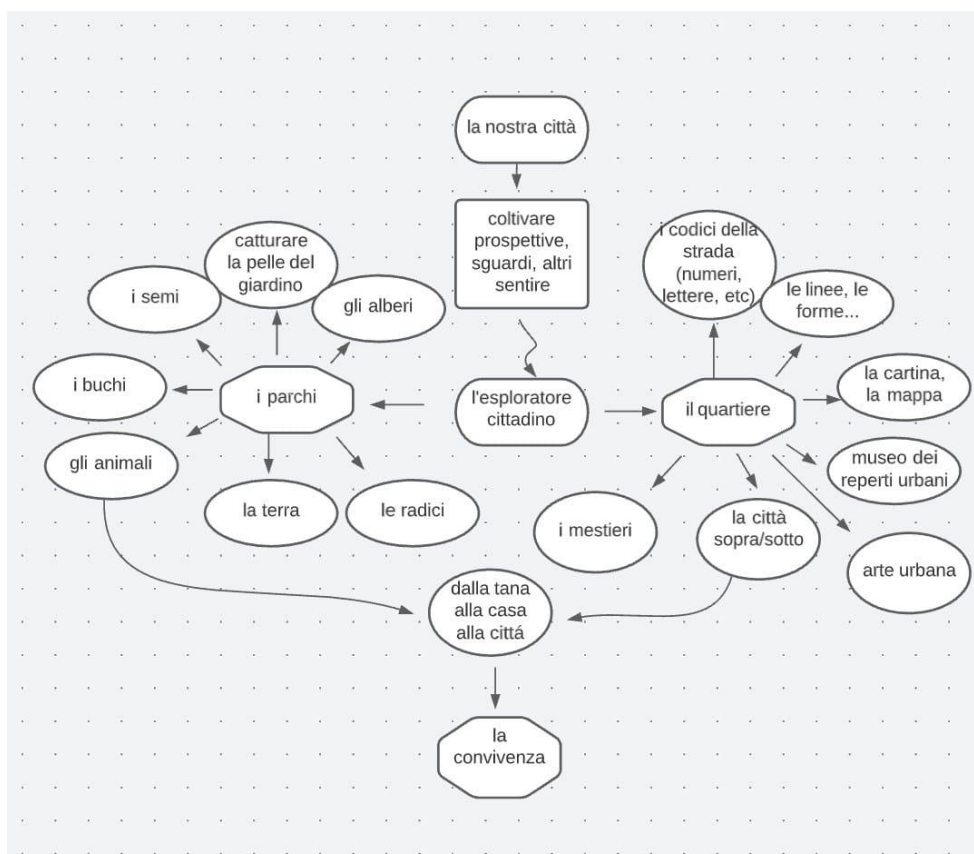 la nostra città
coltivare
prospettive,
sguardi, altri
sentire
l'esploratore
cittadino
i parchi
catturare
la pelle del
giardino
i semi
gli alberi
i buchi
gli animali
la terra
le radici
il quartiere
i codici della
strada
(numeri,
lettere, etc)
le linee, le
forme...
la cartina,
la mappa
museo dei
reperti urbani
arte urbana
la città
sopra/sotto
i mestieri
dalla tana
alla casa
alla cittá
la
convivenza